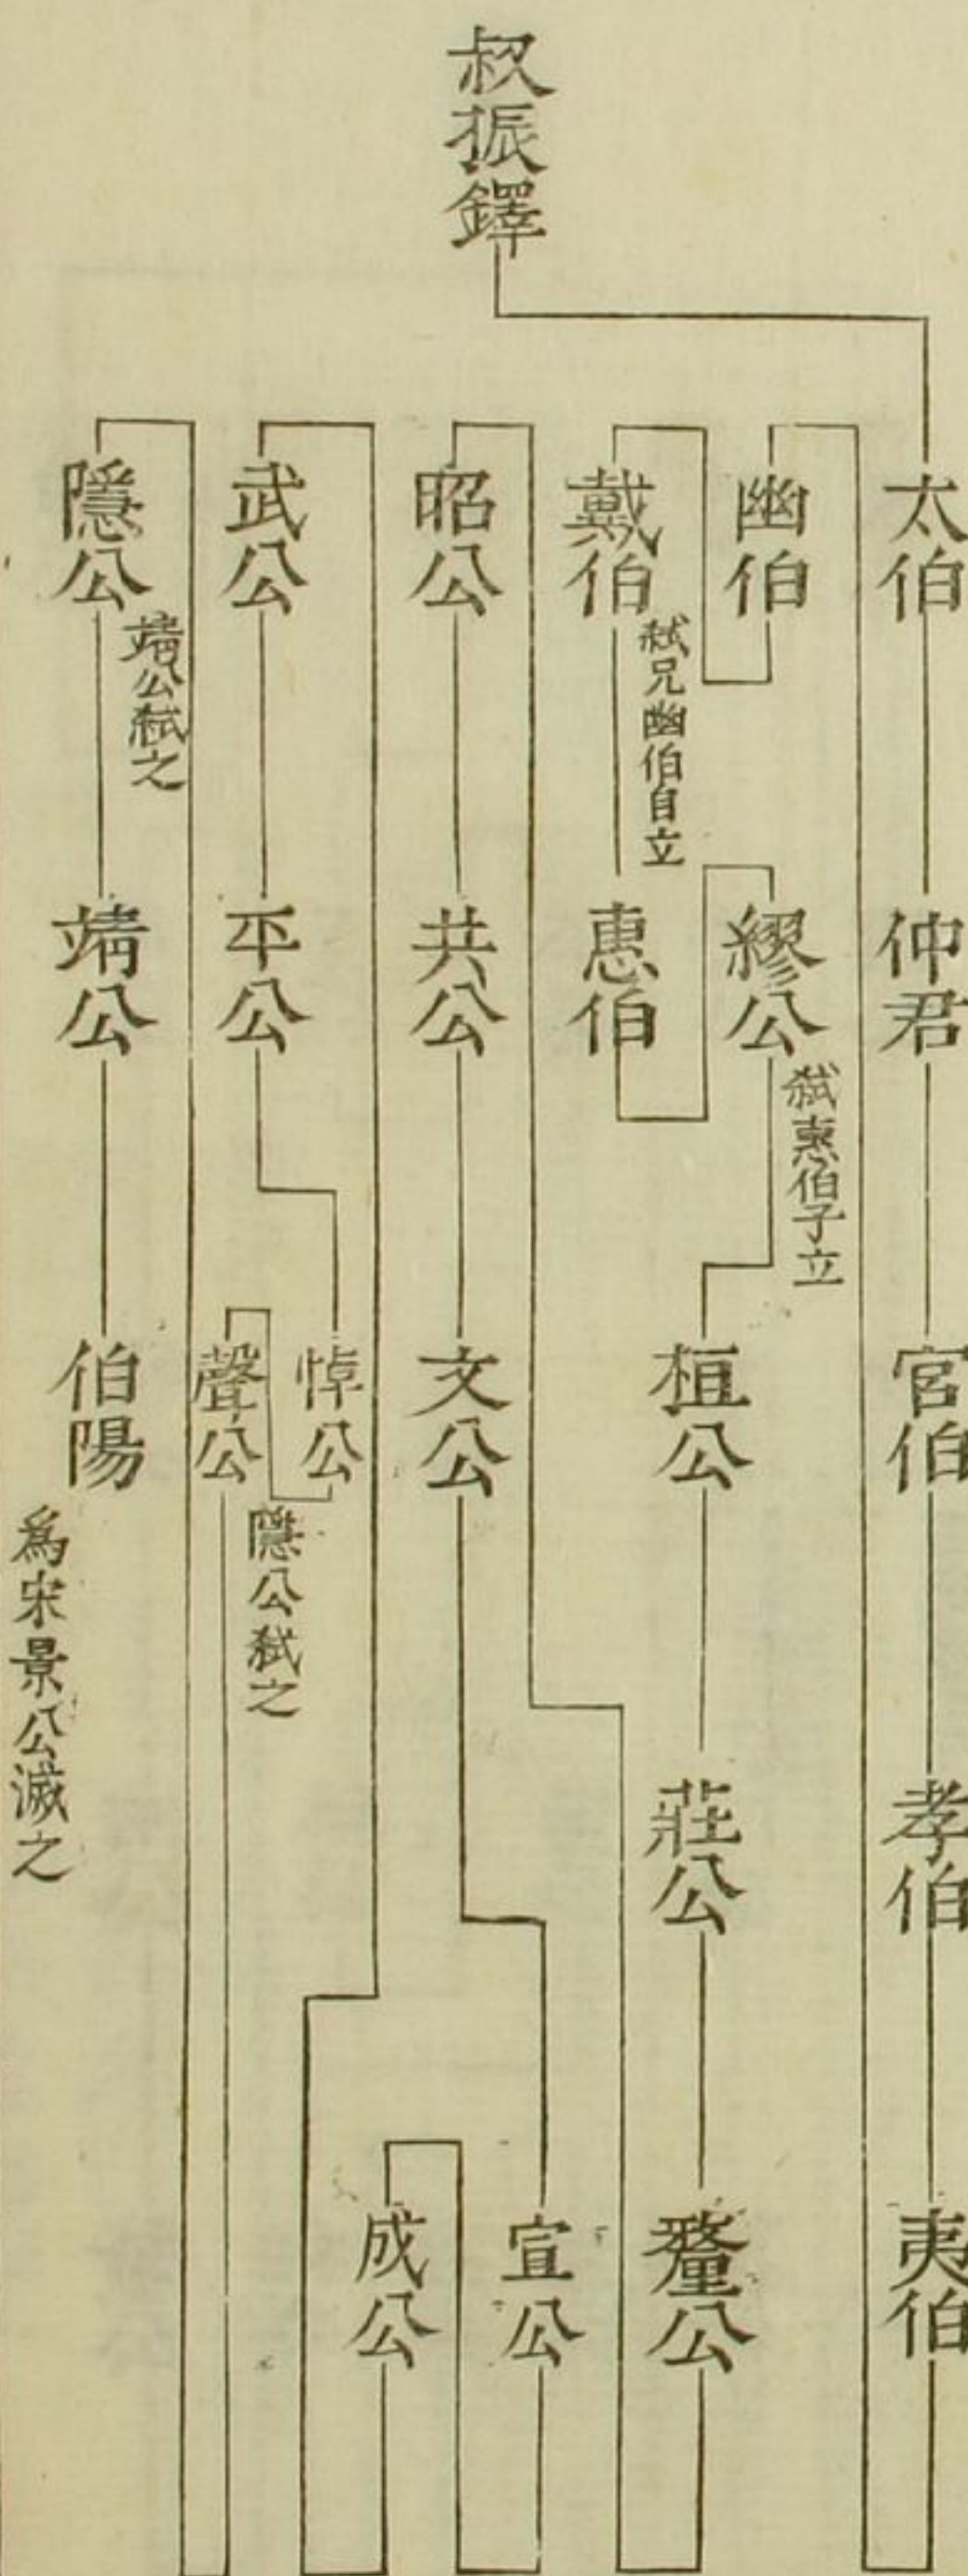 叔振鐸
太伯
仲君
宮伯
孝伯
夷伯
幽伯
戴伯
弑兄幽伯自立
惠伯
繆公
弑惠伯子立
桓公
莊公
釐公
昭公
共公
文公
宣公
成公
武公
平公
悼公
聲公
隱公弑之
隱公
靖公弑之
靖公
伯陽
爲宋景公滅之